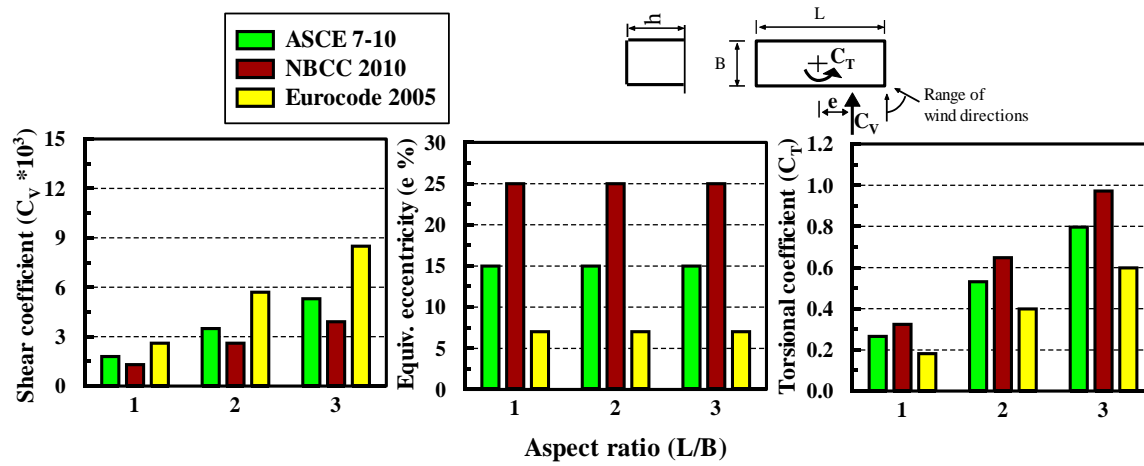 ASCE 7-10
NBCC 2010
Eurocode 2005
h
L
B
C_T
e
C_V
Range of
wind directions
Shear coefficient (C_V *10³)
15
12
9
6
3
0
1 2 3
Equiv. eccentricity (e %)
30
25
20
15
10
5
0
1 2 3
Torsional coefficient (C_T)
1.2
1.0
0.8
0.6
0.4
0.2
0.0
1 2 3
Aspect ratio (L/B)